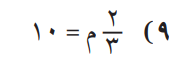 ٩) ٢/٣ م = ١٠